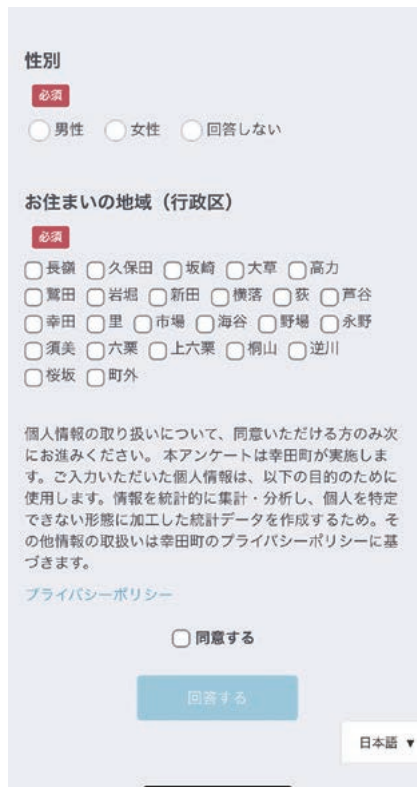 性別
必須
男性 女性 回答しない
お住まいの地域（行政区）
必須
長嶺 久保田 坂崎 大草 高力
鷲田 岩堀 新田 横落 荻 芦谷
幸田 里 市場 海谷 野場 永野
須美 六栗 上六栗 桐山 逆川
桜坂 町外
個人情報の取り扱いについて、同意いただける方のみ次
にお進みください。 本アンケートは幸田町が実施しま
す。ご入力いただいた個人情報は、以下の目的のために
使用します。情報を統計的に集計・分析し、個人を特定
できない形態に加工した統計データを作成するため。そ
の他情報の取扱いは幸田町のプライバシーポリシーに基
づきます。
プライバシーポリシー
同意する
回答する
日本語 ▼